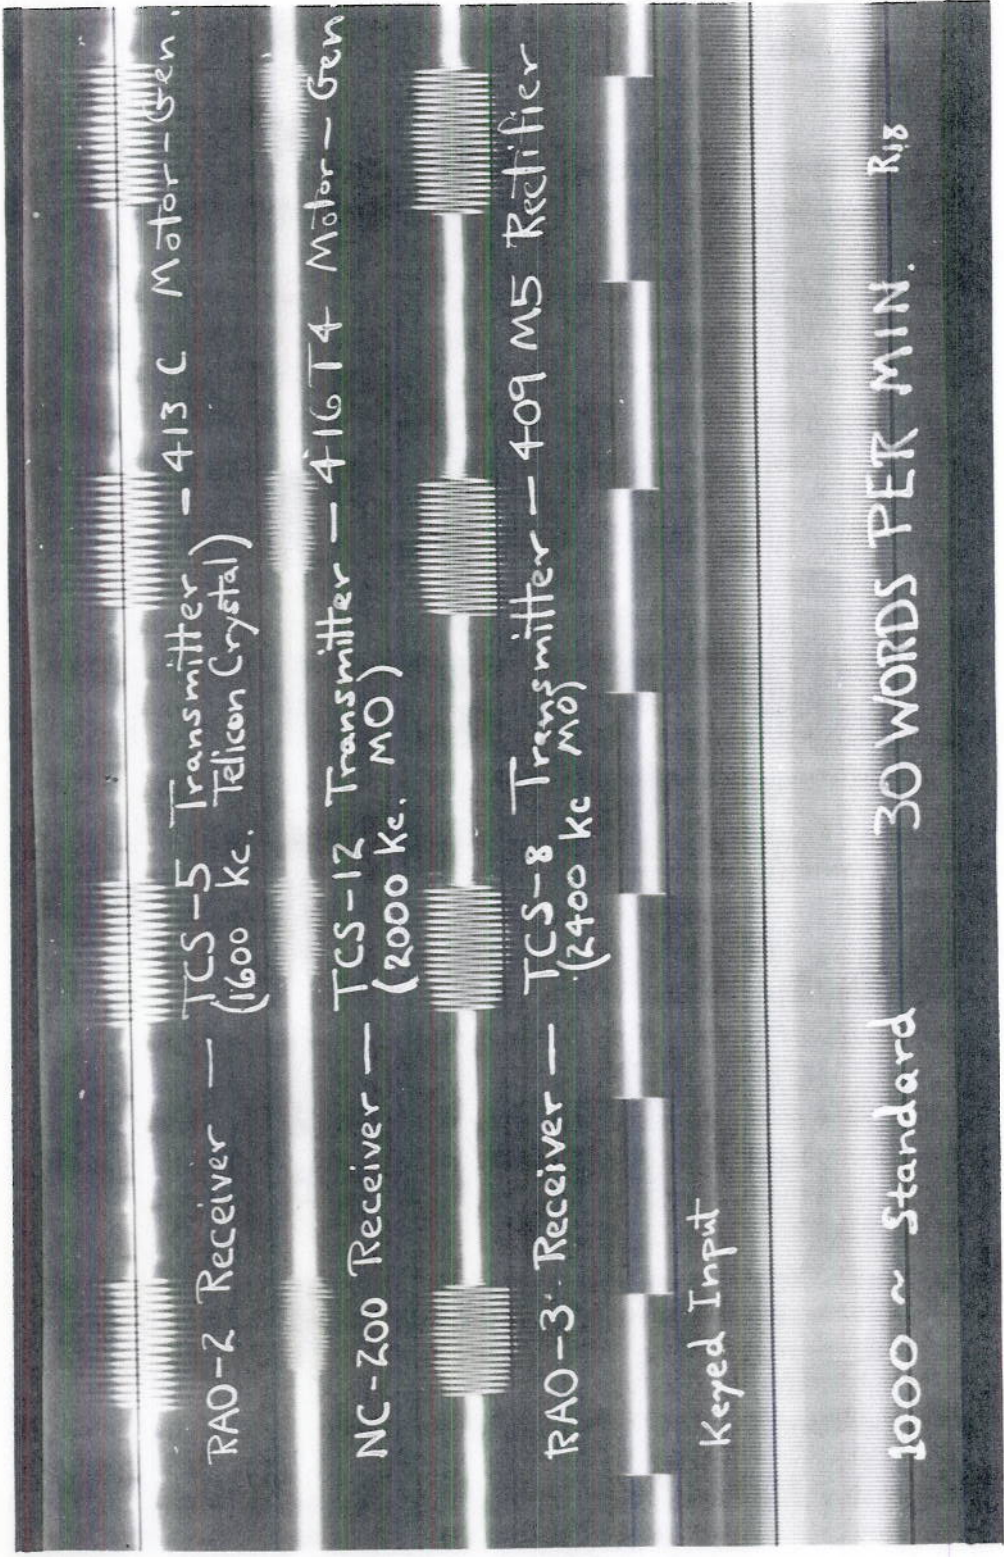 RAO-2 Receiver — TCS-5 Transmitter — 413 C Motor-Gen.
(1600 kc. Telicon Crystal)
NC-200 Receiver — TCS-12 Transmitter — 416 T4 Motor-Gen
(2000 kc. MO)
RAO-3 Receiver — TCS-8 Transmitter — 409 M5 Rectifier
(2400 kc MO)
Keyed Input
1000 ~ Standard 30 WORDS PER MIN. R18